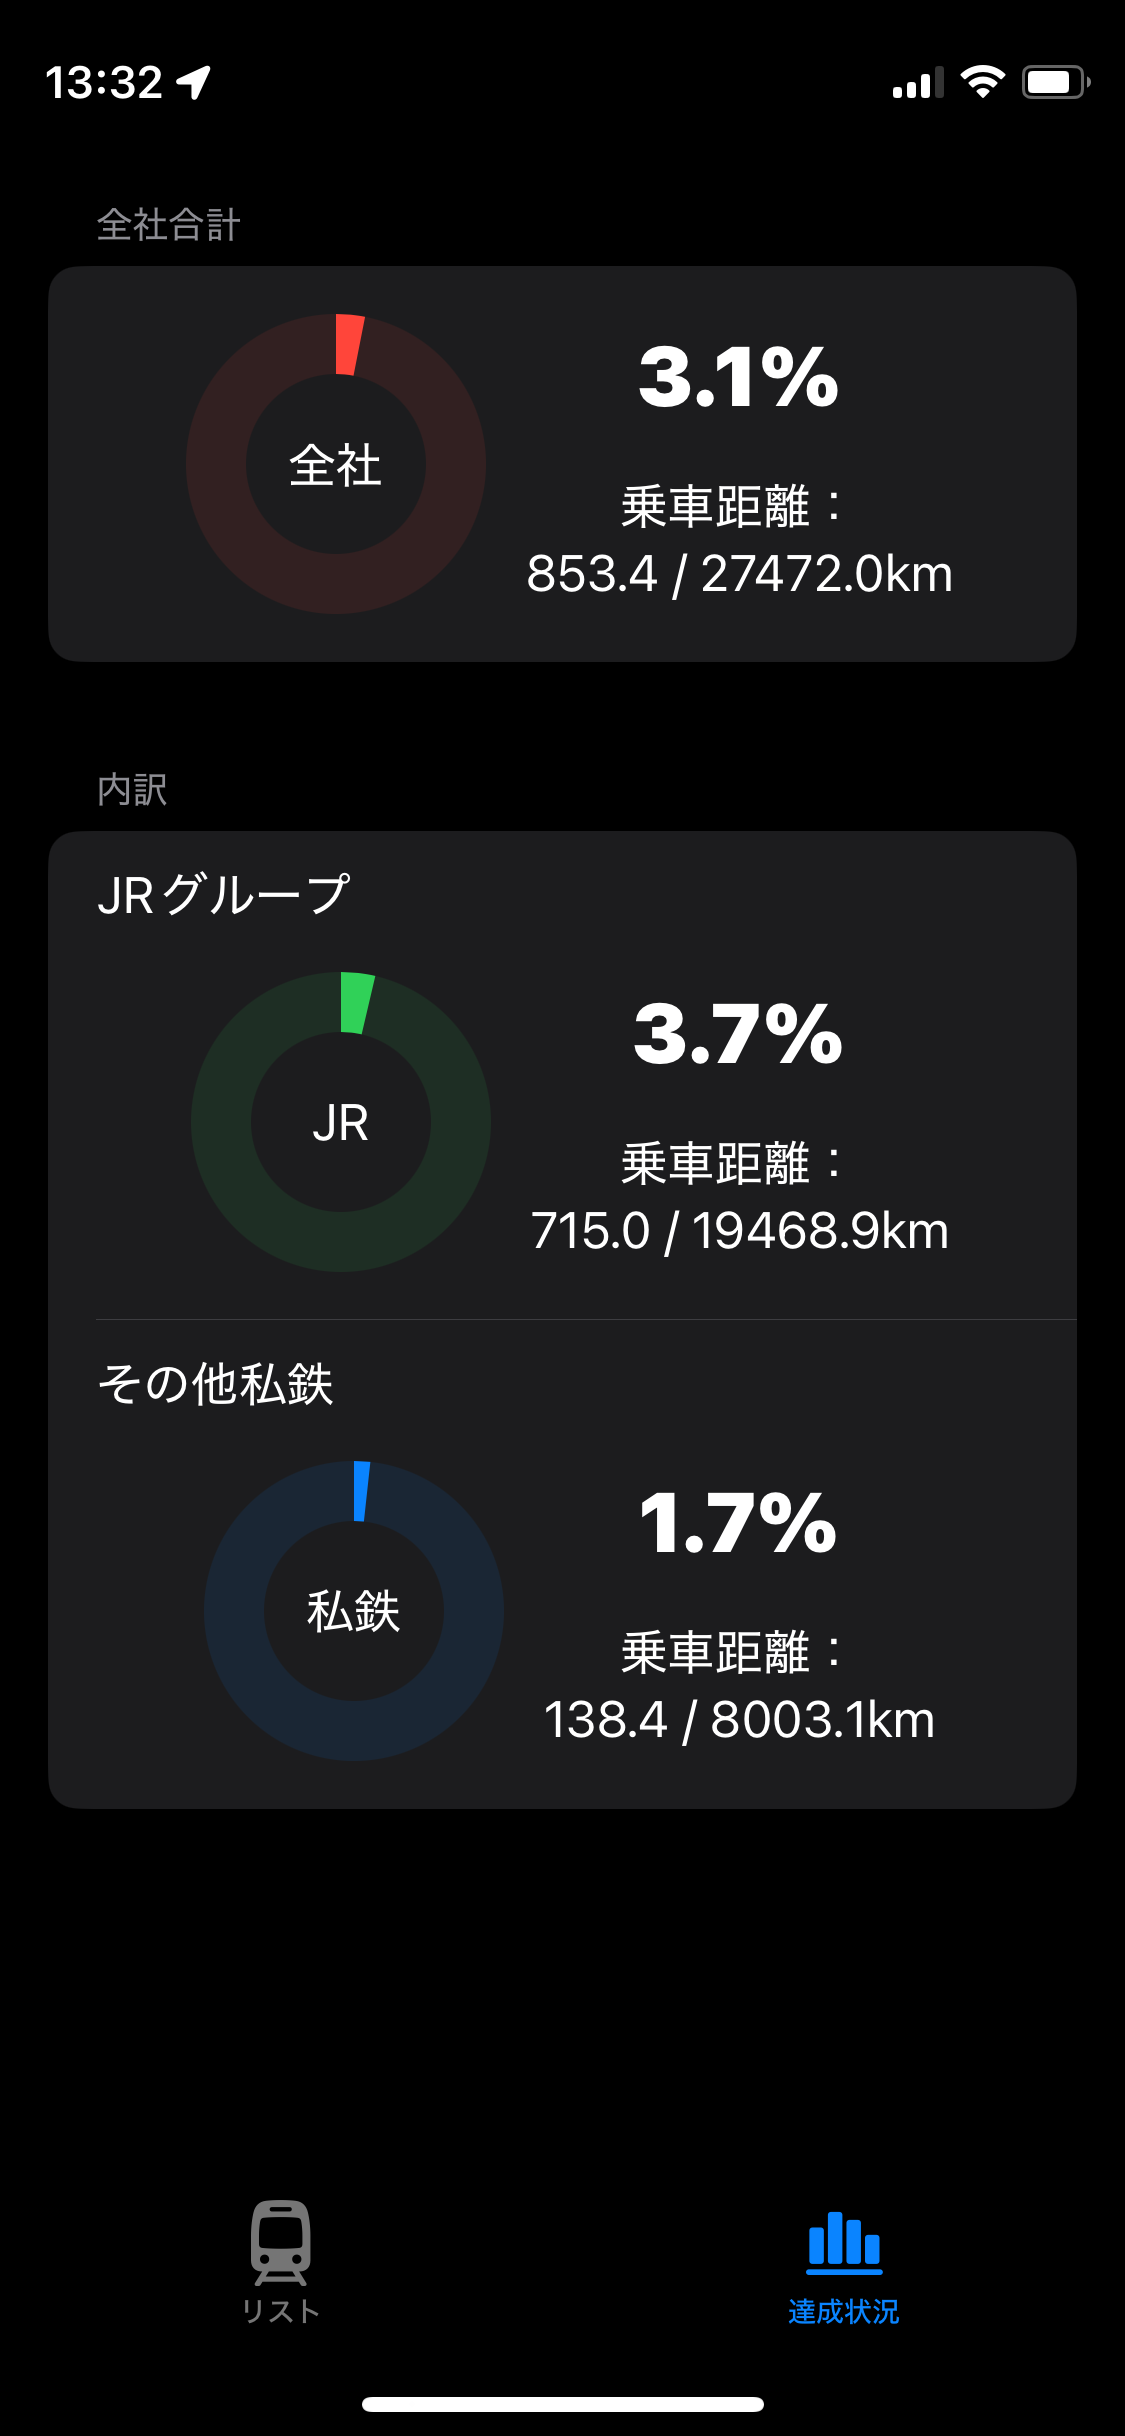 13:32
全社合計
全社
3.1%
乗車距離：
853.4 / 27472.0km
内訳
JRグループ
JR
3.7%
乗車距離：
715.0 / 19468.9km
その他私鉄
私鉄
1.7%
乗車距離：
138.4 / 8003.1km
リスト
達成状況